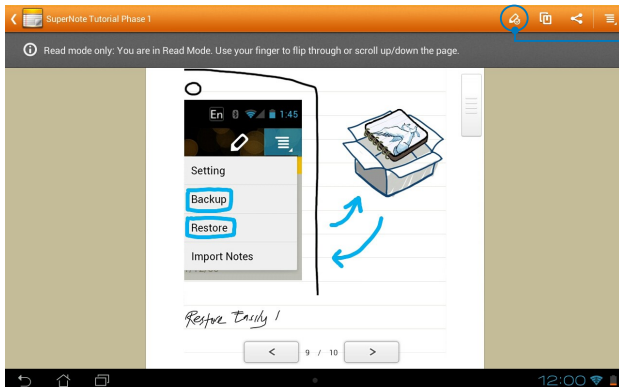 SuperNote Tutorial Phase 1
Read mode only: You are in Read Mode. Use your finger to flip through or scroll up/down the page.
En 1:45
Setting
Backup
Restore
Import Notes
Restore Easily !
9 / 10
12:00